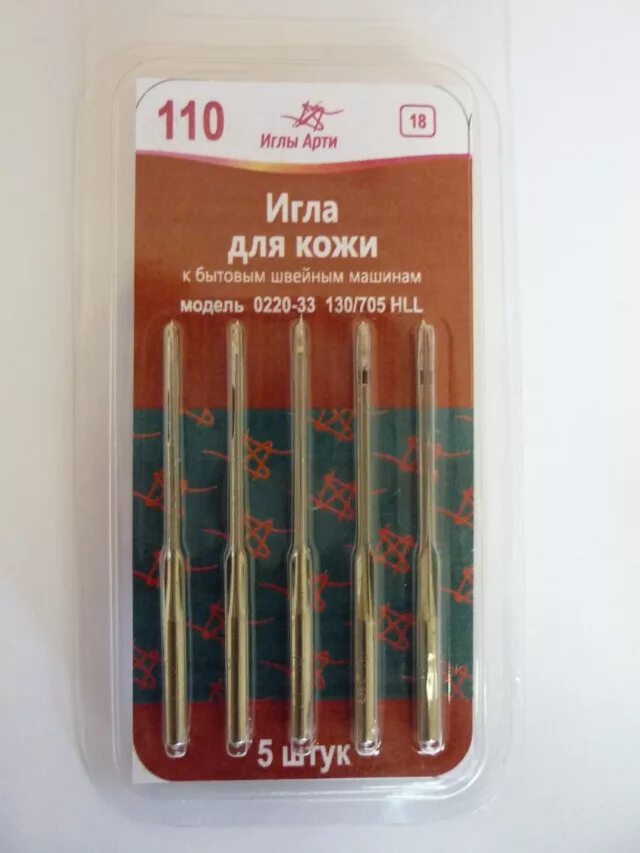 110
Иглы Арти
18
Игла
для кожи
к бытовым швейным машинам
модель 0220-33 130/705 HLL
5 штук